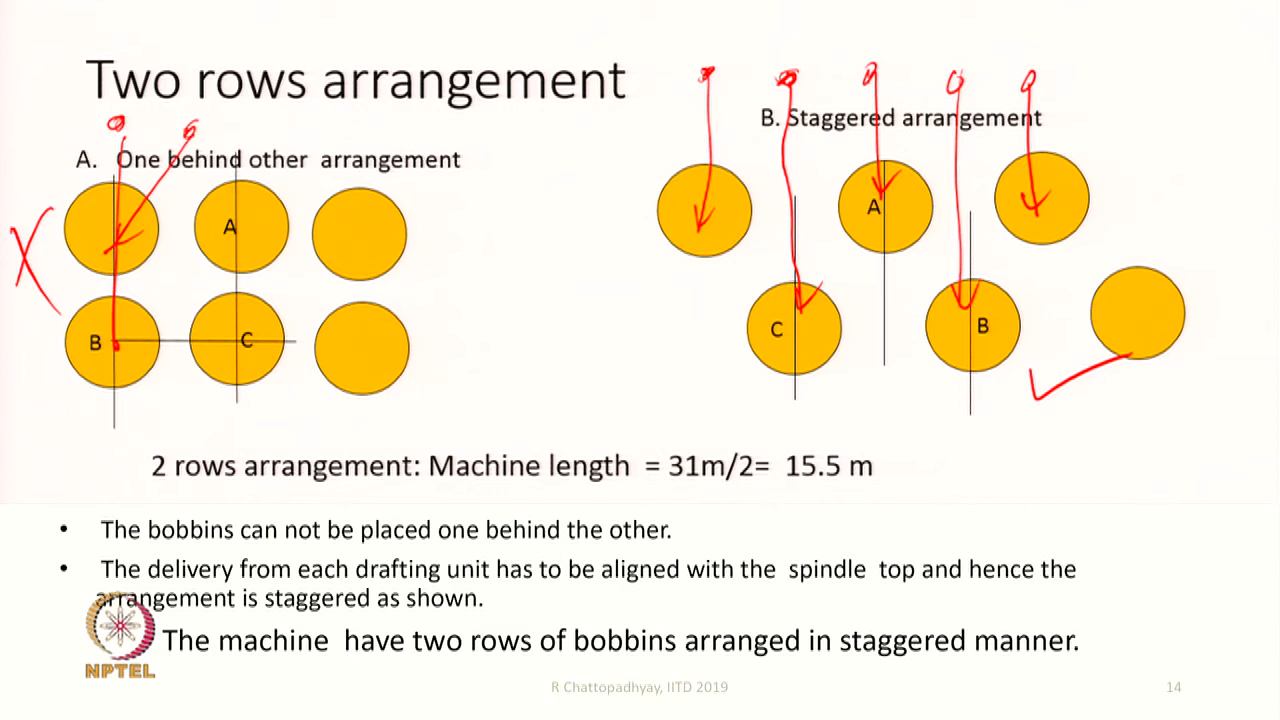 Two rows arrangement
B. Staggered arrangement
A. One behind other arrangement
A
A
B
C
C
B
2 rows arrangement: Machine length = 31m/2= 15.5 m
• The bobbins can not be placed one behind the other.
• The delivery from each drafting unit has to be aligned with the spindle top and hence the
arrangement is staggered as shown.
The machine have two rows of bobbins arranged in staggered manner.
NPTEL
R Chattopadhyay, IITD 2019
14